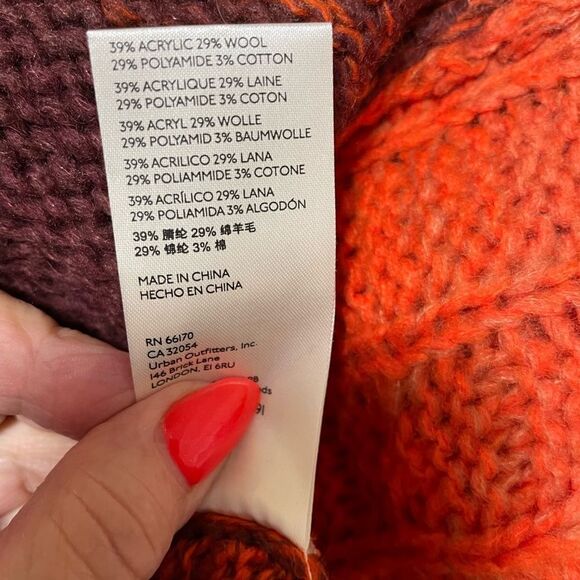 39% ACRYLIC 29% WOOL
29% POLYAMIDE 3% COTTON
39% ACRYLIQUE 29% LAINE
29% POLYAMIDE 3% COTON
39% ACRYL 29% WOLLE
29% POLYAMID 3% BAUMWOLLE
39% ACRILICO 29% LANA
29% POLIAMMIDE 3% COTONE
39% ACRÍLICO 29% LANA
29% POLIAMIDA 3% ALGODÓN
39% 腈纶 29% 绵羊毛
29% 锦纶 3% 棉
MADE IN CHINA
HECHO EN CHINA
RN 66170
CA 32054
Urban Outfitters, Inc.
146 Brick Lane
LONDON, E1 6RU